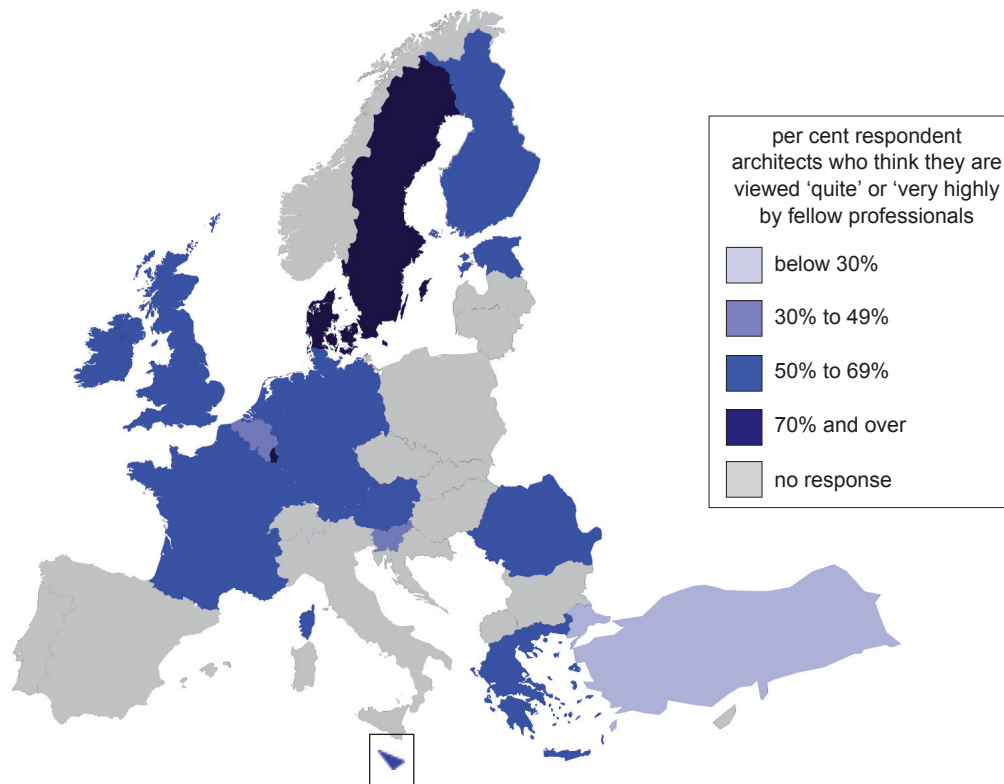 per cent respondent
architects who think they are
viewed ‘quite’ or ‘very highly
by fellow professionals
below 30%
30% to 49%
50% to 69%
70% and over
no response